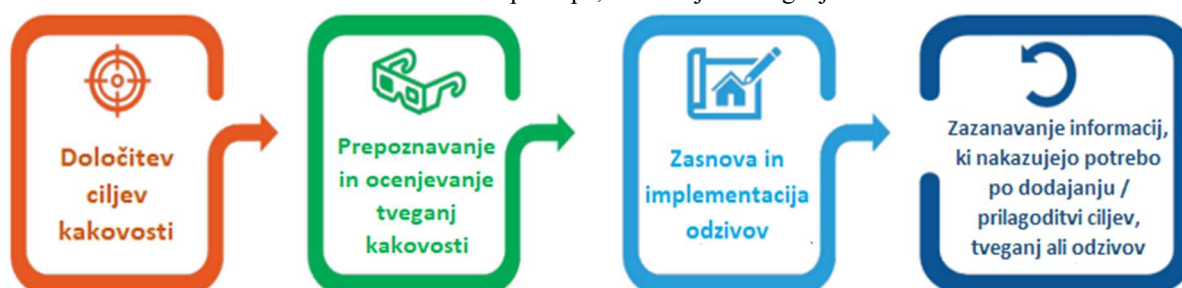 Določitev
ciljev
kakovosti
Prepoznavanje
in ocenjevanje
tveganj
kakovosti
Zasnova in
implementacija
odzivov
Zazanavanje informacij,
ki nakazujejo potrebo
po dodajanju /
prilagoditvi ciljev,
tveganj ali odzivov